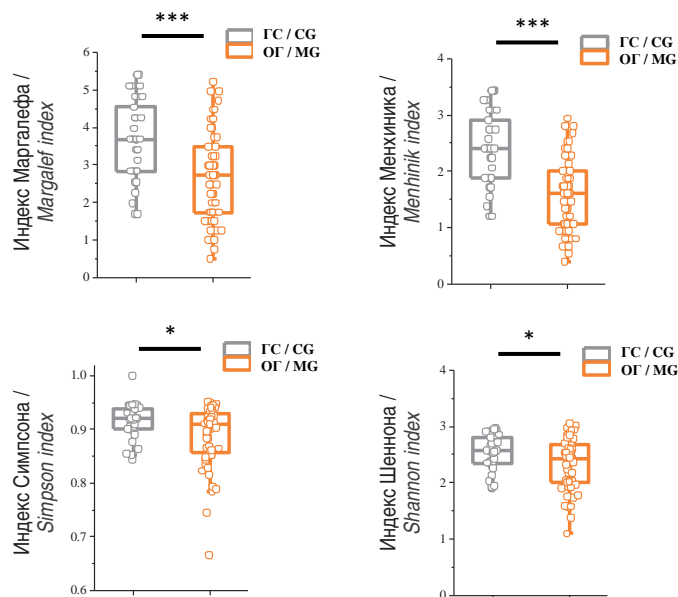 ***
ГС / CG
ОГ / MG
6
5
4
3
2
1
0
Индекс Маргалефа /
Margalef index
***
ГС / CG
ОГ / MG
4
3
2
1
0
Индекс Менхиника /
Menhinik index
*
ГС / CG
ОГ / MG
1.0
0.9
0.8
0.7
0.6
Индекс Симпсона /
Simpson index
*
ГС / CG
ОГ / MG
4
3
2
1
0
Индекс Шеннона /
Shannon index